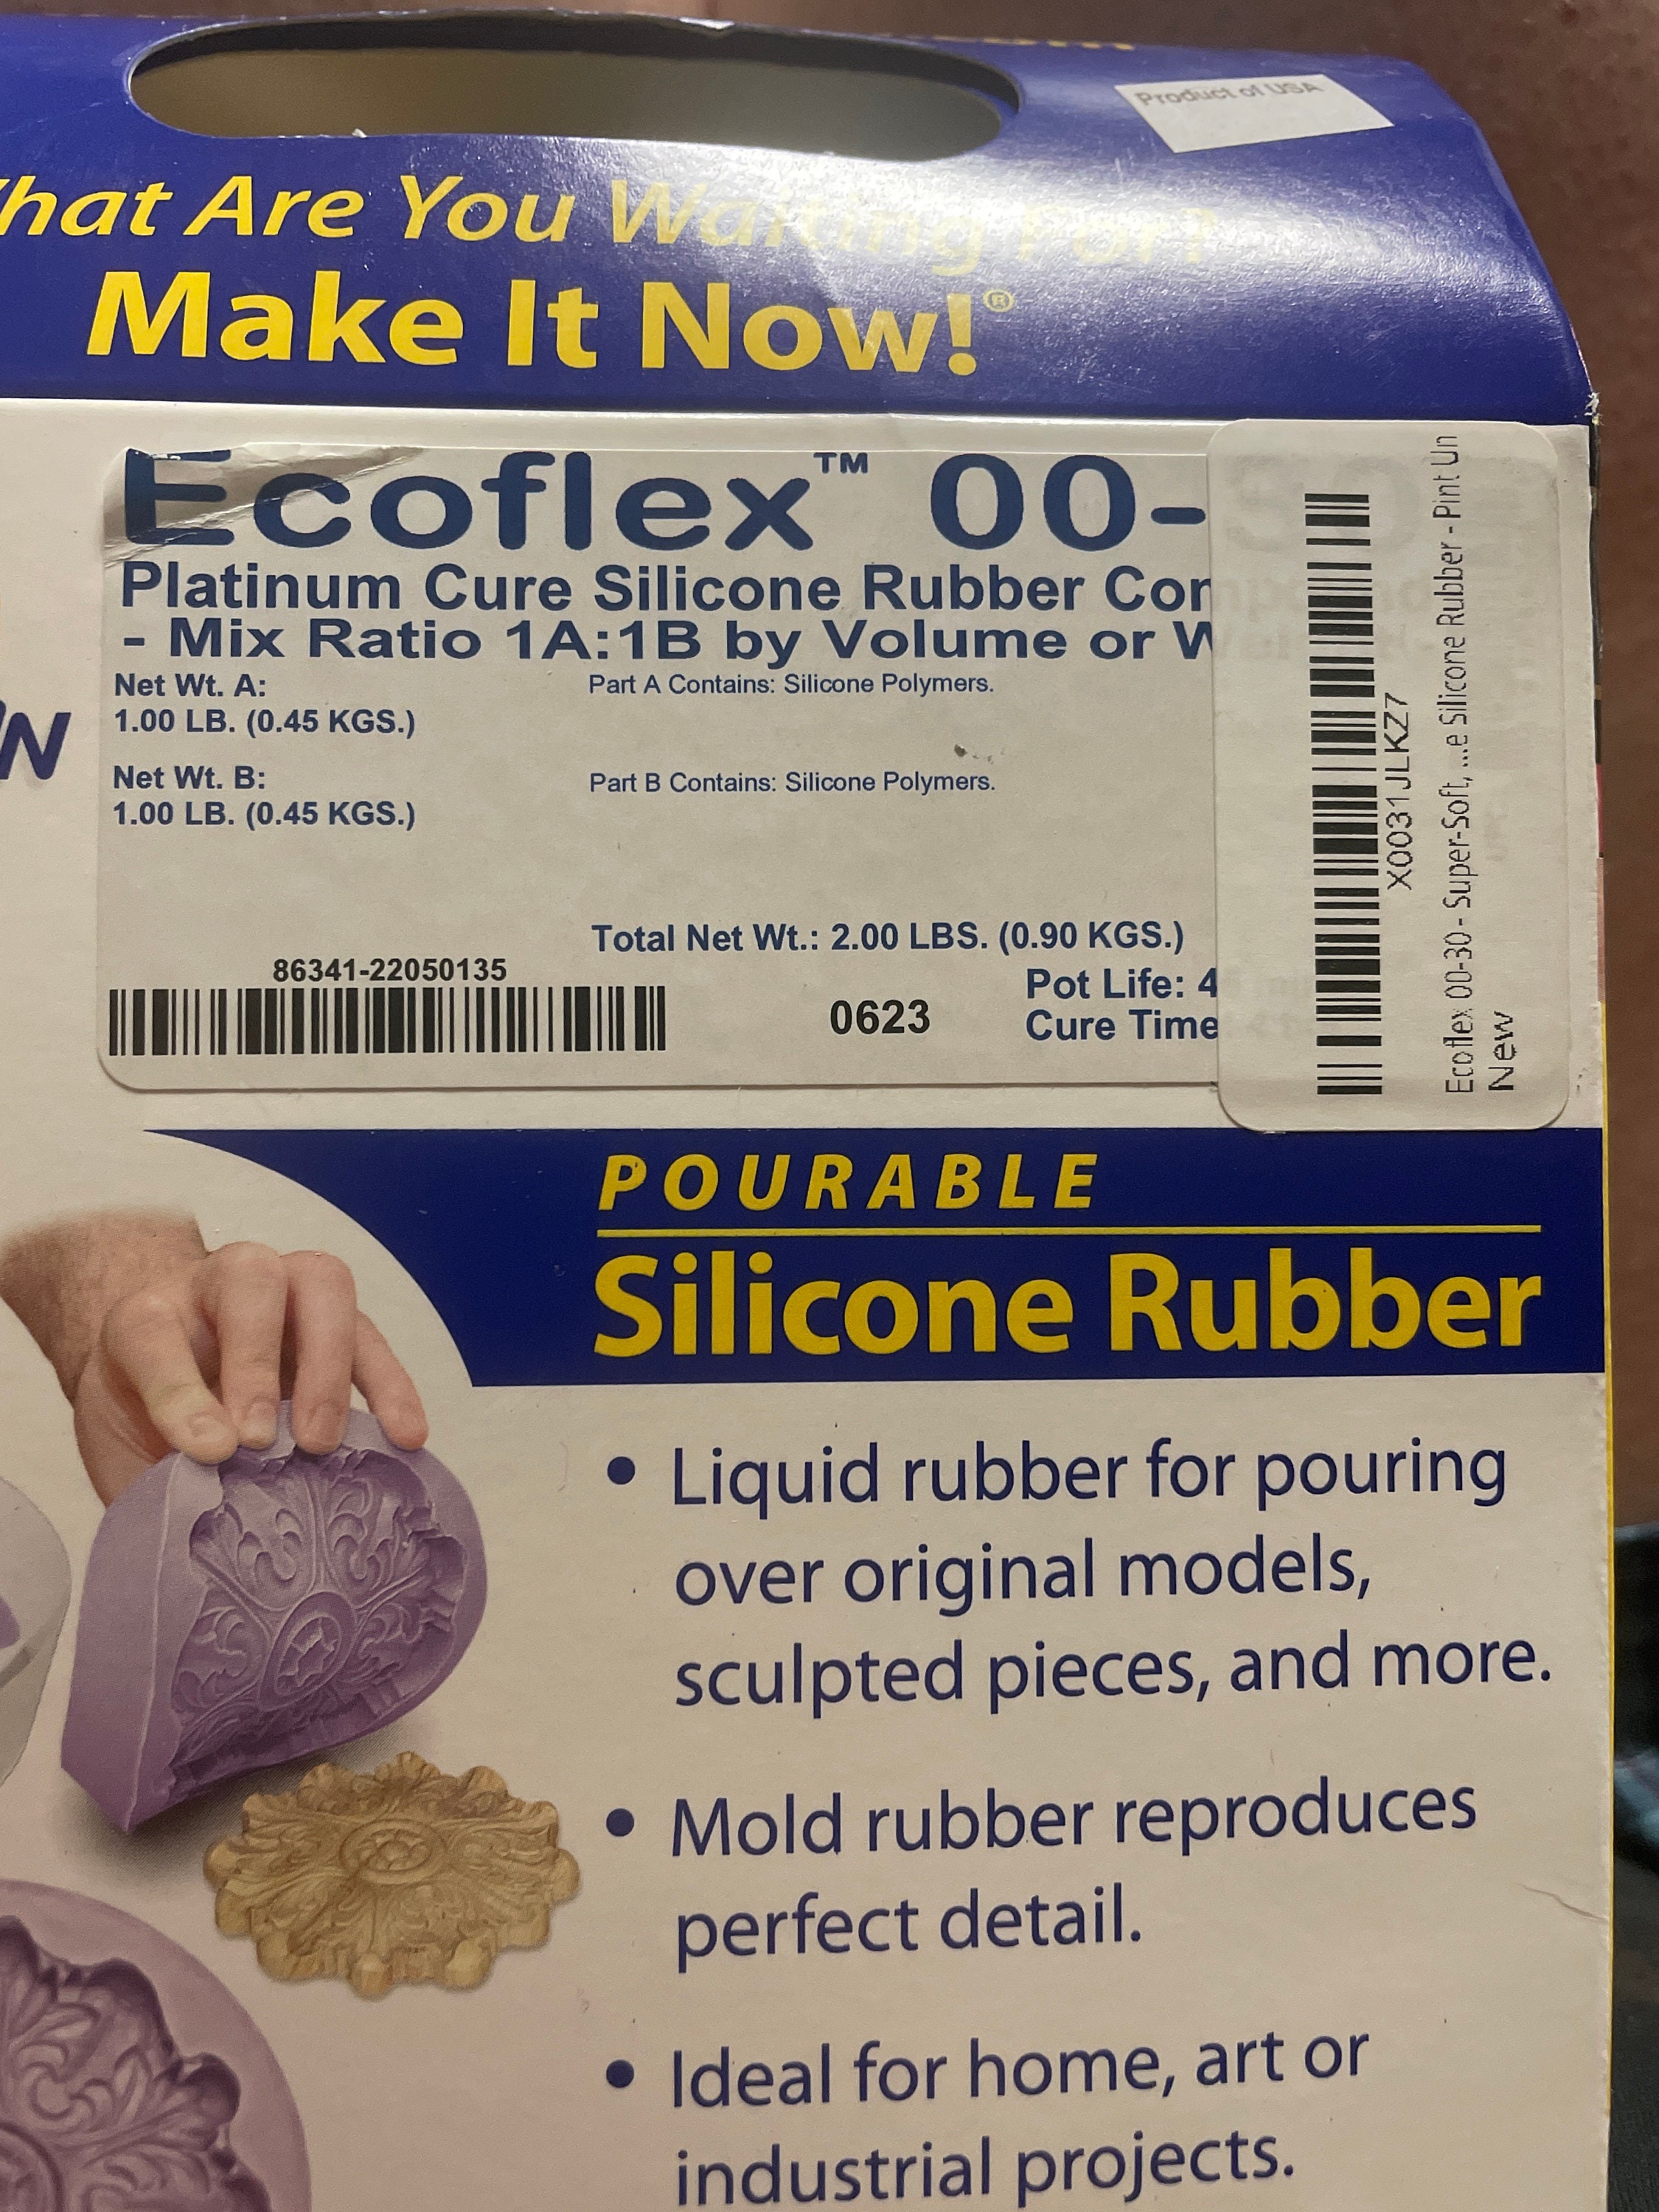 Product of USA
hat Are You Waiting For?
Make It Now!®
Ecoflex™ 00-
Platinum Cure Silicone Rubber Com
- Mix Ratio 1A:1B by Volume or W
Net Wt. A:
1.00 LB. (0.45 KGS.)
Part A Contains: Silicone Polymers.
Net Wt. B:
1.00 LB. (0.45 KGS.)
Part B Contains: Silicone Polymers.
Total Net Wt.: 2.00 LBS. (0.90 KGS.)
86341-22050135
0623
Pot Life: 4
Cure Time
X0031JLKZ7
Ecoflex 00-30 - Super-Soft, ...e Silicone Rubber - Pint Un
New
N
POURABLE
Silicone Rubber
• Liquid rubber for pouring
over original models,
sculpted pieces, and more.
• Mold rubber reproduces
perfect detail.
• Ideal for home, art or
industrial projects.